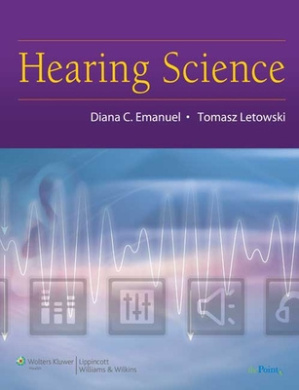 Hearing Science
Diana C. Emanuel • Tomasz Letowski
Wolters Kluwer
Lippincott
Williams & Wilkins